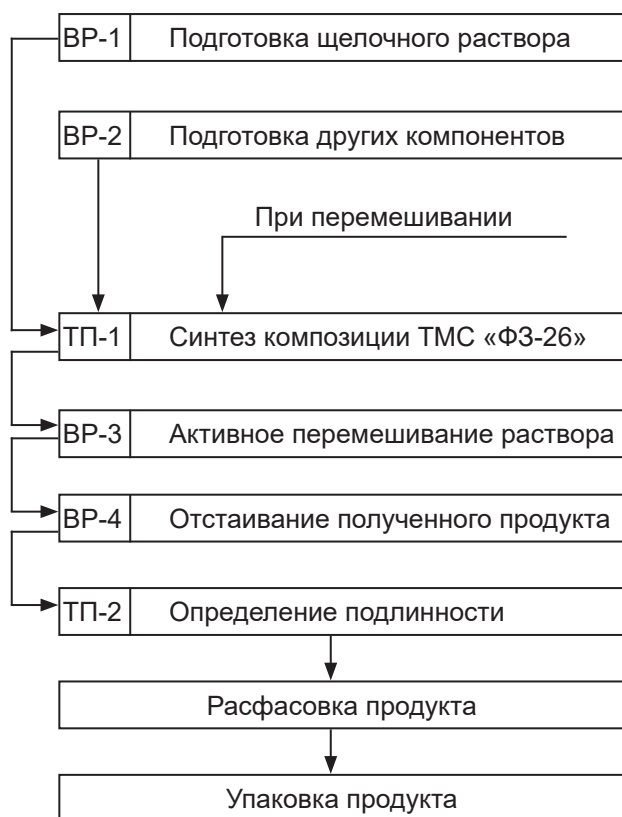 ВР-1 Подготовка щелочного раствора
ВР-2 Подготовка других компонентов
При перемешивании
ТП-1 Синтез композиции ТМС «ФЗ-26»
ВР-3 Активное перемешивание раствора
ВР-4 Отстаивание полученного продукта
ТП-2 Определение подлинности
Расфасовка продукта
Упаковка продукта